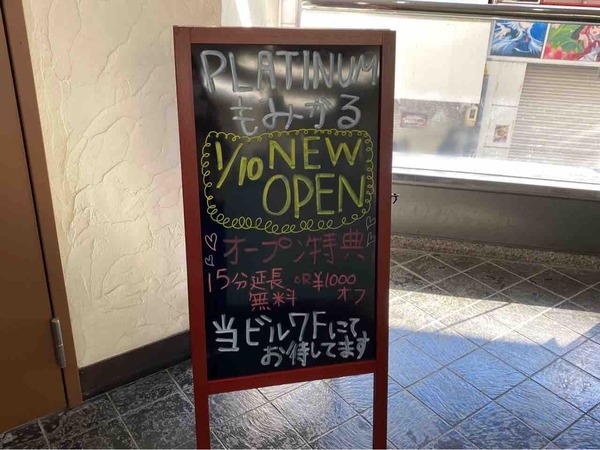 PLATINUM
もみかる
1/10 NEW
OPEN
オープン特典
15分延長 OR ¥1000
無料 オフ
当ビル7Fにて
お待してます